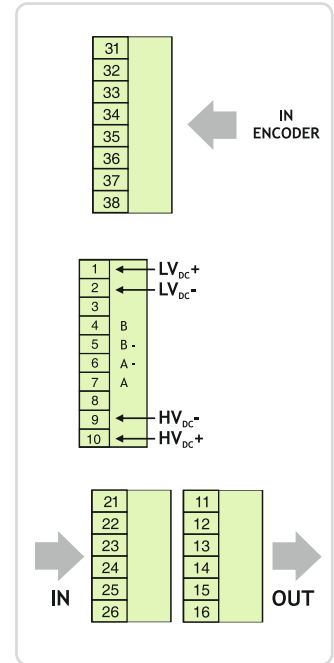 31
32
33
34
35
36
37
38
IN
ENCODER
1 LVDC+
2 LVDC-
3
4 B
5 B -
6 A -
7 A
8
9 HVDC-
10 HVDC+
21 11
22 12
23 13
24 14
25 15
26 16
IN OUT